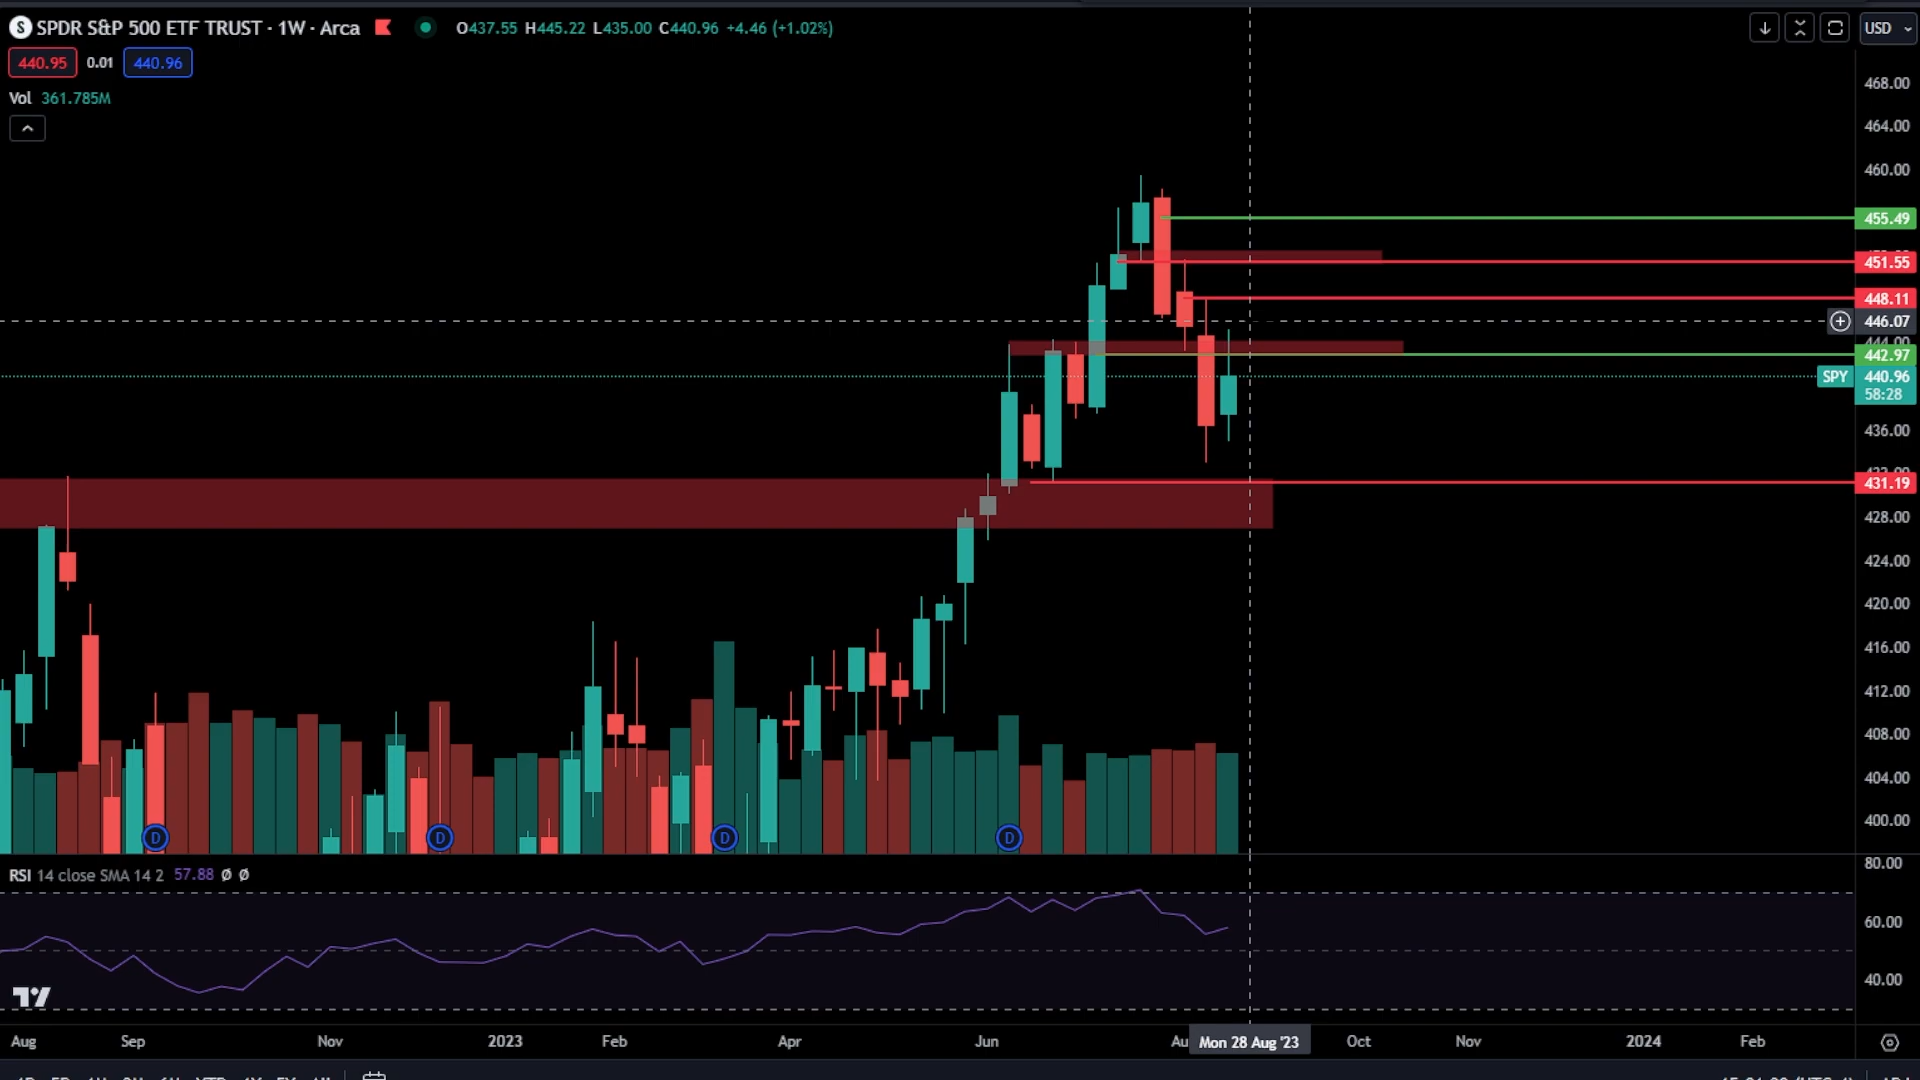 S SPDR S&P 500 ETF TRUST · 1W · Arca O437.55 H445.22 L435.00 C440.96 +4.46 (+1.02%)
USD
440.95 0.01 440.96
Vol 361.785M
468.00
464.00
460.00
455.49
451.55
448.11
446.07
442.97
SPY 440.96
58:28
436.00
431.19
428.00
424.00
420.00
416.00
412.00
408.00
404.00
400.00
D D D D
RSI 14 close SMA 14 2 57.88 Ø Ø
80.00
60.00
40.00
Aug Sep Nov 2023 Feb Apr Jun Au Mon 28 Aug '23 Oct Nov 2024 Feb